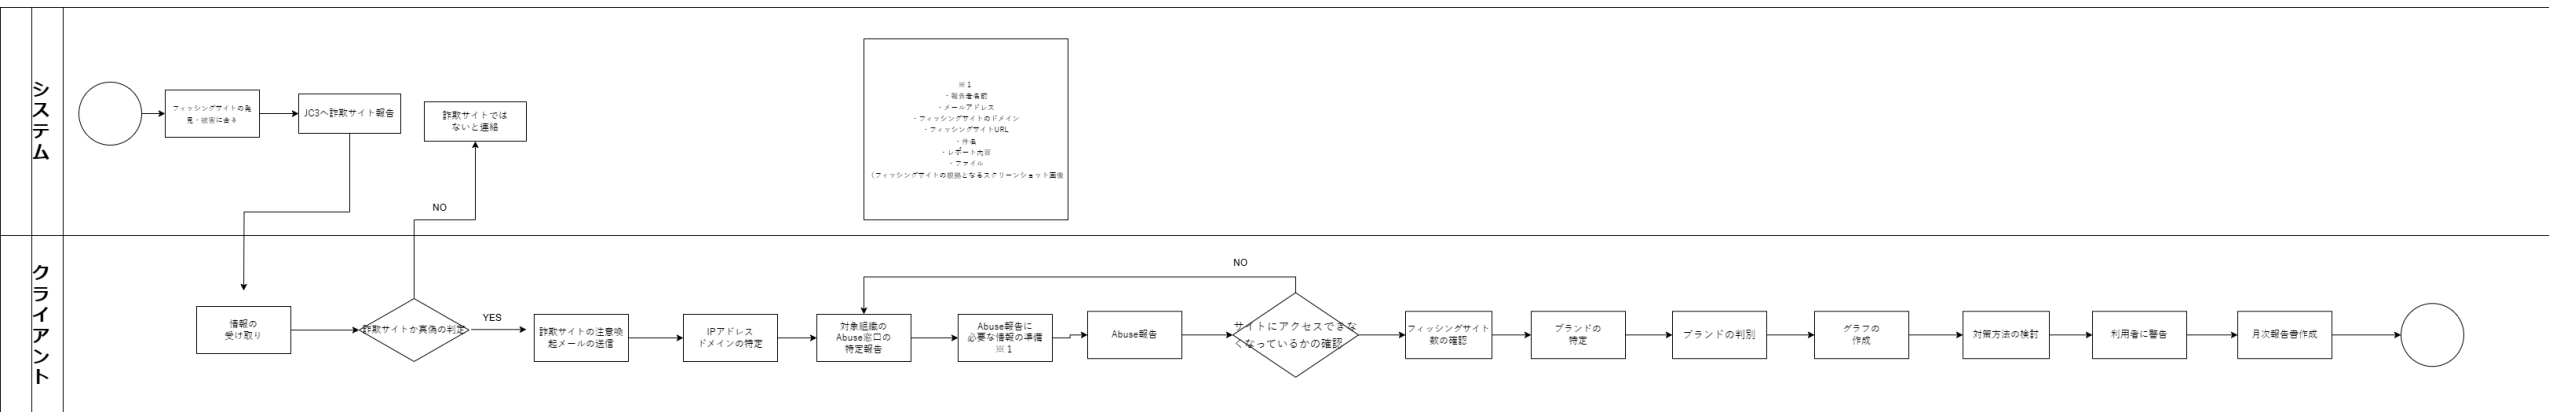 システム
フィッシングサイトの発
見・被害に会う
JC3へ詐欺サイト報告
詐欺サイトでは
ないと連絡
※1
・報告者名前
・メールアドレス
・フィッシングサイトのドメイン
・フィッシングサイトURL
・件名
・レポート内容
・ファイル
（フィッシングサイトの根拠となるスクリーンショット画像
NO
クライアント
情報の
受け取り
詐欺サイトか真偽の判定
YES
詐欺サイトの注意喚
起メールの送信
IPアドレス
ドメインの特定
対象組織の
Abuse窓口の
特定報告
Abuse報告に
必要な情報の準備
※1
Abuse報告
NO
サイトにアクセスできな
くなっているかの確認
フィッシングサイト
数の確認
ブランドの
特定
ブランドの判別
グラフの
作成
対策方法の検討
利用者に警告
月次報告書作成